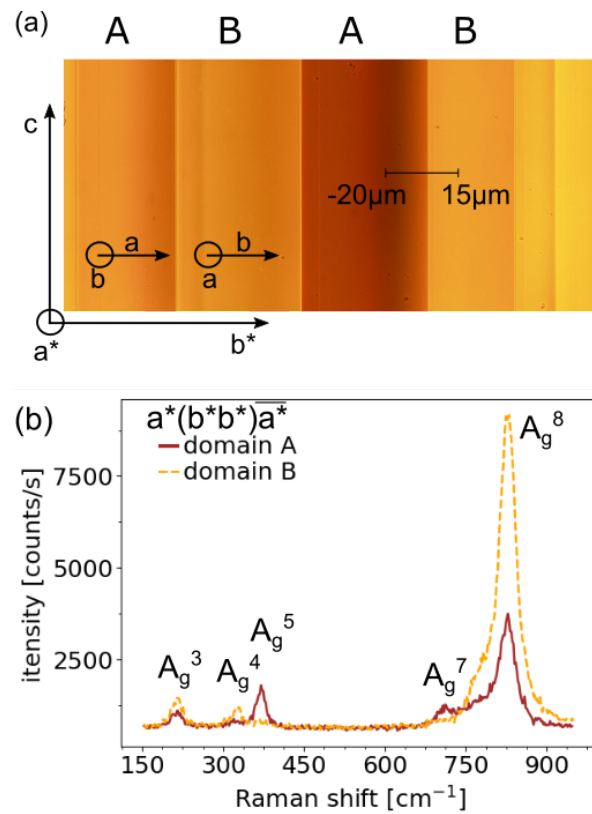 (a)
A B A B
c
-20μm 15μm
a b
b a
a* b*
(b)
a*(b*b*)a̅*̅
domain A
domain B
A_g^8
7500
itensity [counts/s]
5000
A_g^5
A_g^3 A_g^4 A_g^7
2500
150 300 450 600 750 900
Raman shift [cm⁻¹]